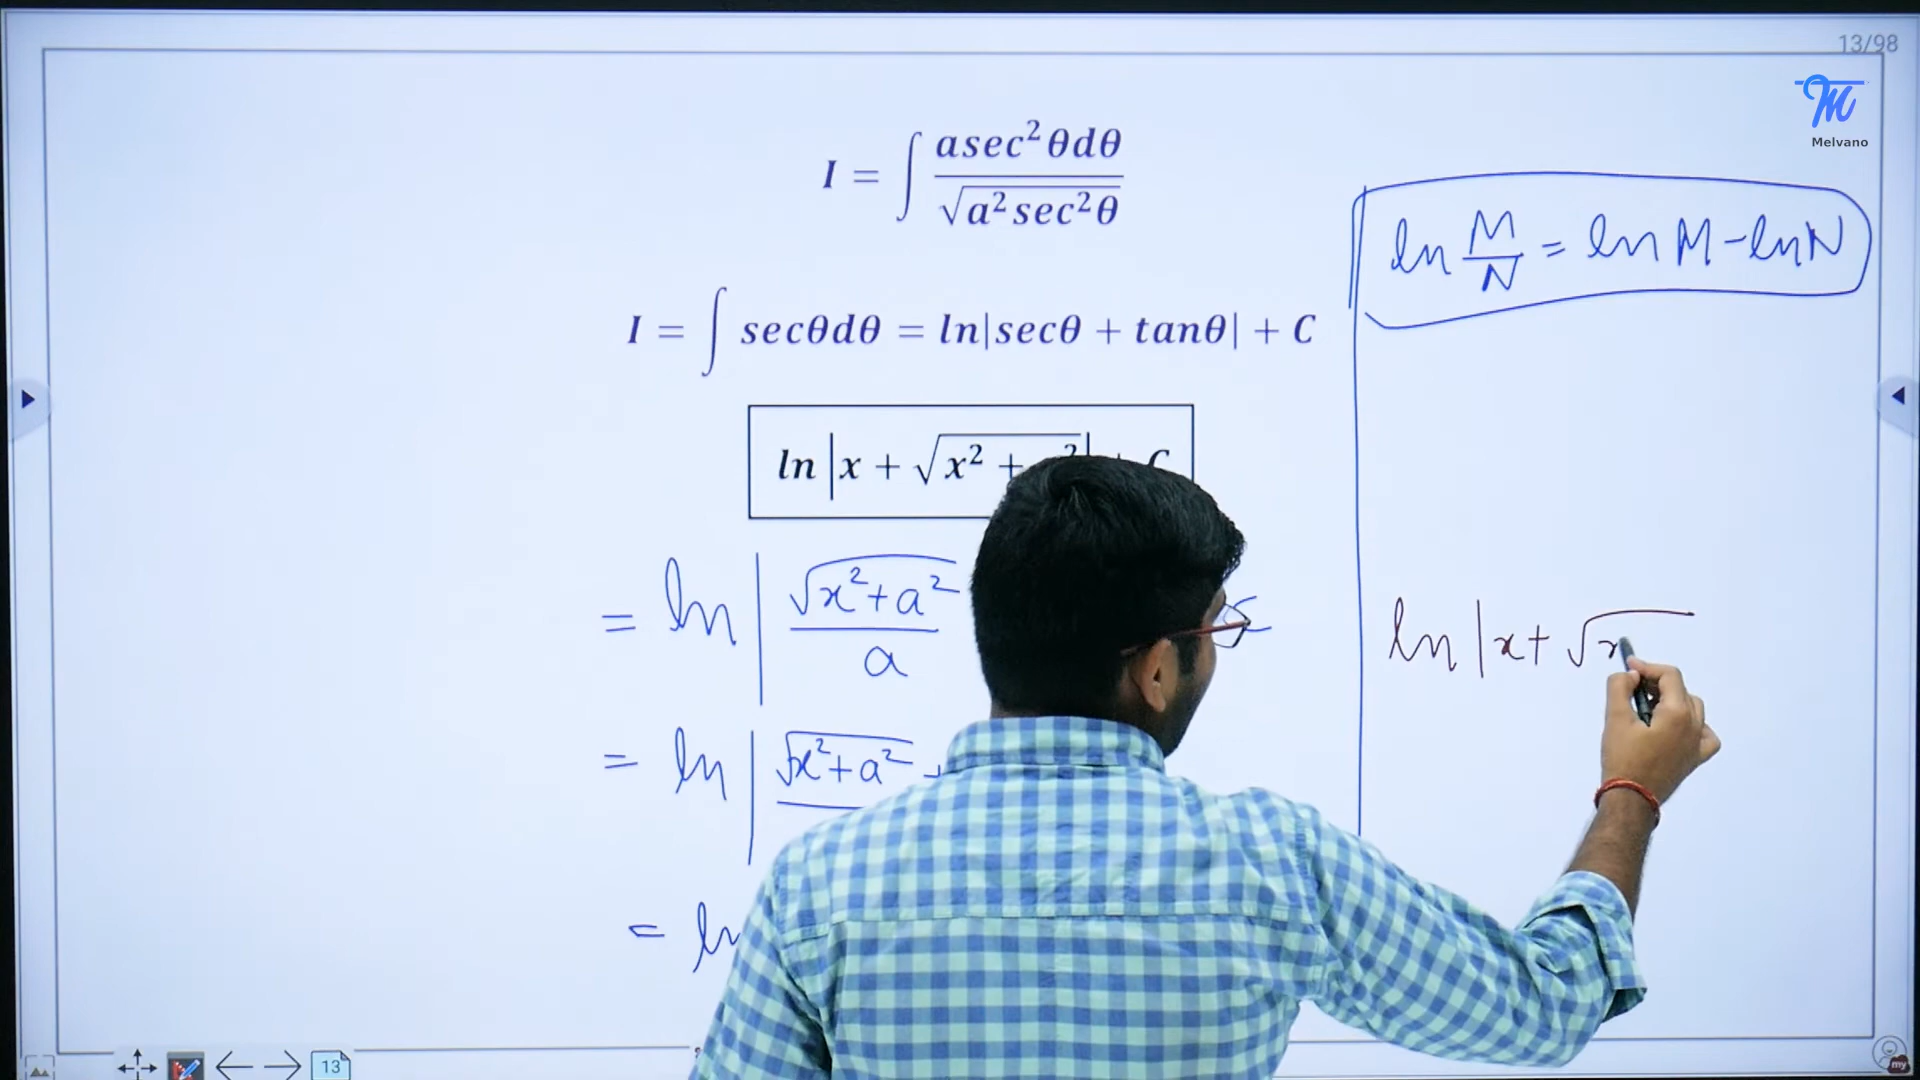 13/98
Melvano
I = ∫ asec²θdθ / √a²sec²θ
ln M/N = ln M - ln N
I = ∫ secθdθ = ln|secθ + tanθ| + C
ln |x + √x² +
= ln | √x²+a² / a
ln |x+ √x
= ln | √x²+a²
= ln
13
my